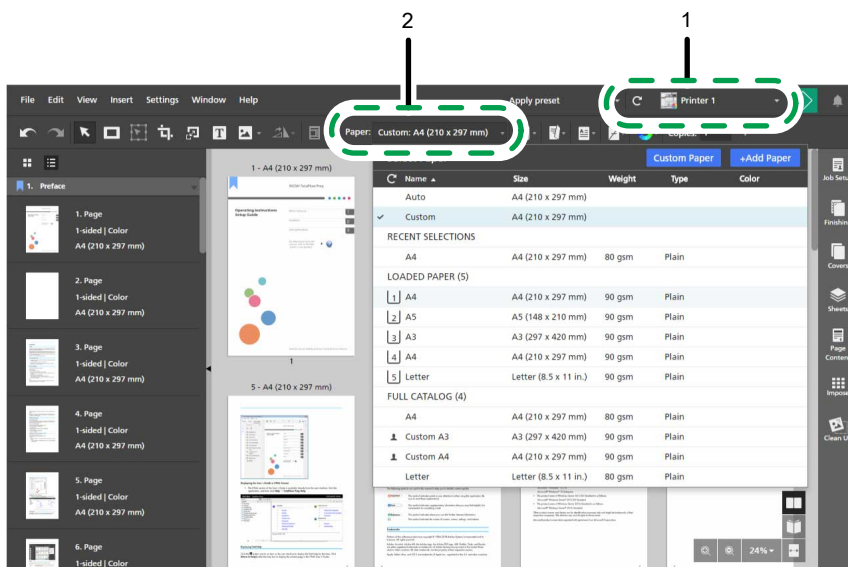 2
1
File Edit View Insert Settings Window Help
Apply preset
Printer 1
Paper: Custom: A4 (210 x 297 mm)
Custom Paper
+Add Paper
Job Setu
1. Preface
1 - A4 (210 x 297 mm)
Name Size Weight Type Color
Auto A4 (210 x 297 mm)
Custom A4 (210 x 297 mm)
Finishin
RECENT SELECTIONS
A4 A4 (210 x 297 mm) 80 gsm Plain
Covers
LOADED PAPER (5)
1 A4 A4 (210 x 297 mm) 90 gsm Plain
2 A5 A5 (148 x 210 mm) 90 gsm Plain
3 A3 A3 (297 x 420 mm) 90 gsm Plain
4 A4 A4 (210 x 297 mm) 90 gsm Plain
5 Letter Letter (8.5 x 11 in.) 90 gsm Plain
Sheets
Page
Conten
FULL CATALOG (4)
A4 A4 (210 x 297 mm) 80 gsm Plain
Custom A3 A3 (297 x 420 mm) 90 gsm Plain
Custom A4 A4 (210 x 297 mm) 90 gsm Plain
Letter Letter (8.5 x 11 in.) 80 gsm Plain
Impose
Clean U
1. Page
1-sided | Color
A4 (210 x 297 mm)
2. Page
1-sided | Color
A4 (210 x 297 mm)
3. Page
1-sided | Color
A4 (210 x 297 mm)
4. Page
1-sided | Color
A4 (210 x 297 mm)
5. Page
1-sided | Color
A4 (210 x 297 mm)
6. Page
1-sided | Color
Operating Instructions
Setup Guide
1
5 - A4 (210 x 297 mm)
24%